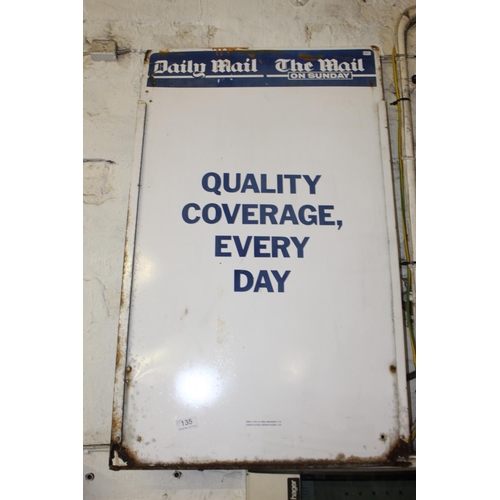 Daily Mail The Mail
ON SUNDAY
QUALITY
COVERAGE,
EVERY
DAY
135